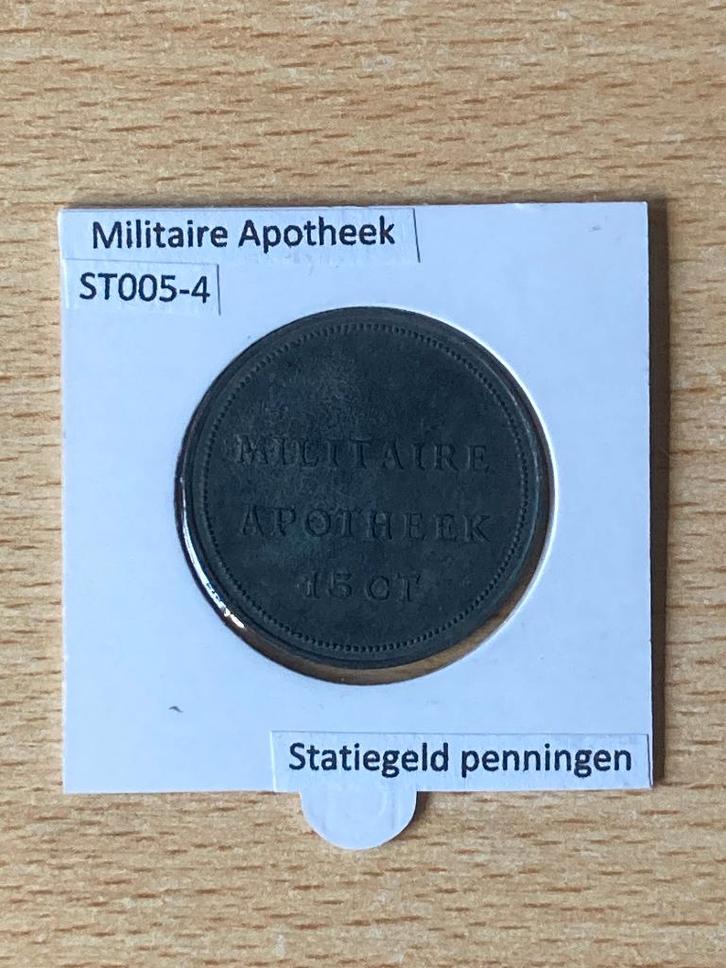 Militaire Apotheek
ST005-4
MILITAIRE
APOTHEEK
15 CT
Statiegeld penningen